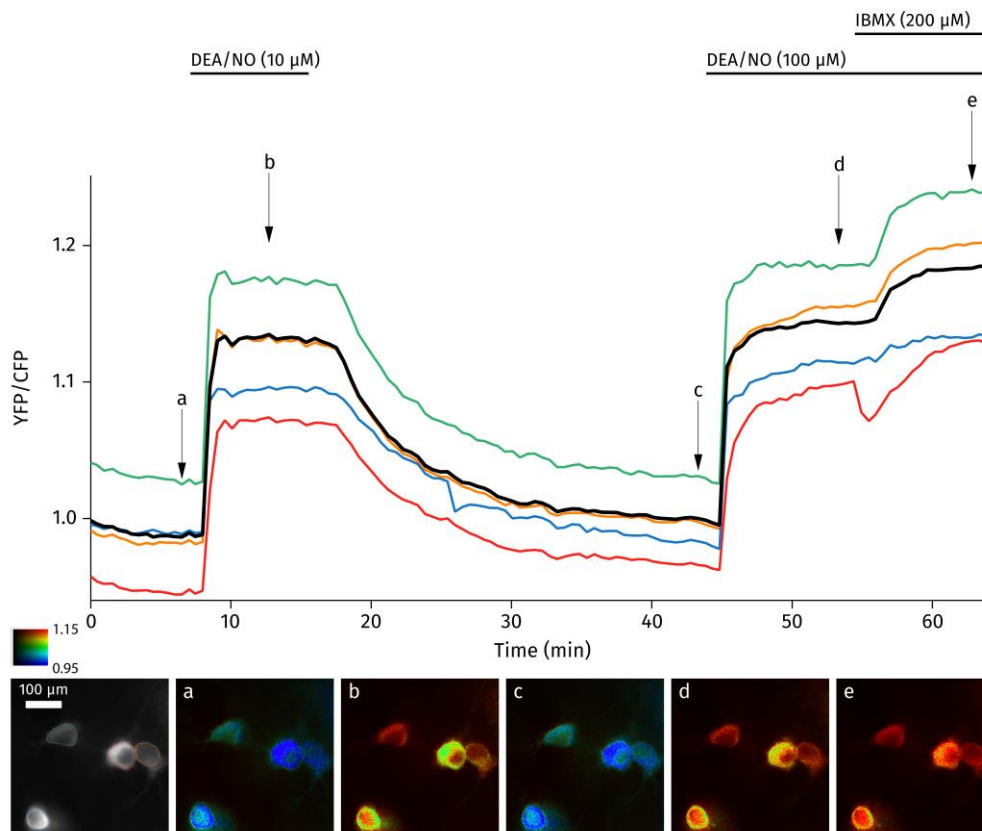 IBMX (200 µM)
DEA/NO (10 µM)
DEA/NO (100 µM)
e
b
d
a
c
YFP/CFP
1.2
1.1
1.0
0
10
20
30
40
50
60
Time (min)
1.15
0.95
100 µm
a
b
c
d
e